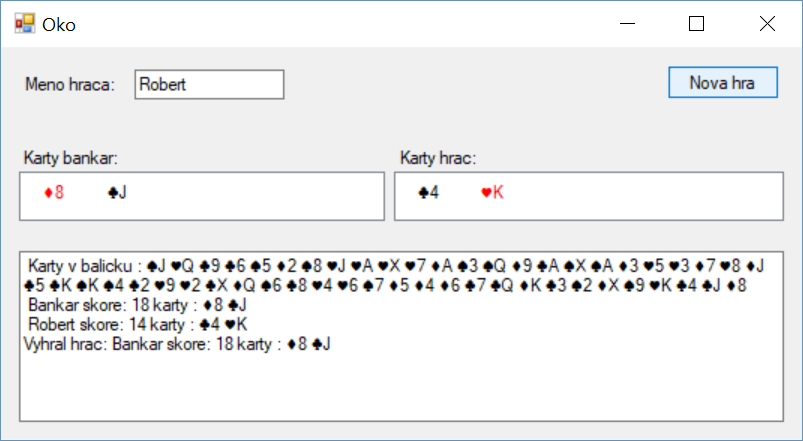 Oko
Meno hraca: Robert Nova hra
Karty bankar: Karty hrac:
♦8 ♣J ♣4 ♥K
Karty v balicku : ♠J ♥Q ♣9 ♣6 ♠5 ♦2 ♠8 ♥J ♥A ♥X ♥7 ♦A ♠3 ♠Q ♦9 ♣A ♠X ♠A ♦3 ♥5 ♥3 ♦7 ♥8 ♦J
♣5 ♣K ♠K ♠4 ♣2 ♥9 ♥2 ♣X ♦Q ♠6 ♣8 ♥4 ♥6 ♠7 ♦5 ♦4 ♦6 ♣7 ♣Q ♦K ♣3 ♠2 ♦X ♠9 ♥K ♣4 ♣J ♦8
Bankar skore: 18 karty : ♦8 ♣J
Robert skore: 14 karty : ♣4 ♥K
Vyhral hrac: Bankar skore: 18 karty : ♦8 ♣J